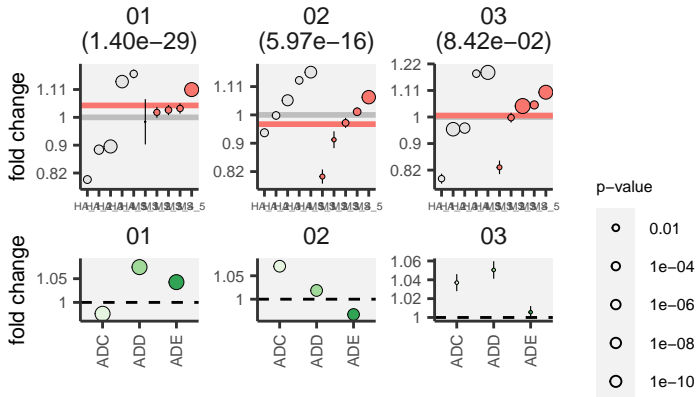 01 02 03
(1.40e−29) (5.97e−16) (8.42e−02)
fold change
1.11
1
0.9
0.82
1.11
1
0.9
0.82
1.22
1.11
1
0.9
0.82
01 02 03
fold change
1.05
1
1.05
1
1.06
1.04
1.02
1
ADC ADD ADE ADC ADD ADE ADC ADD ADE
p−value
0.01
1e−04
1e−06
1e−08
1e−10